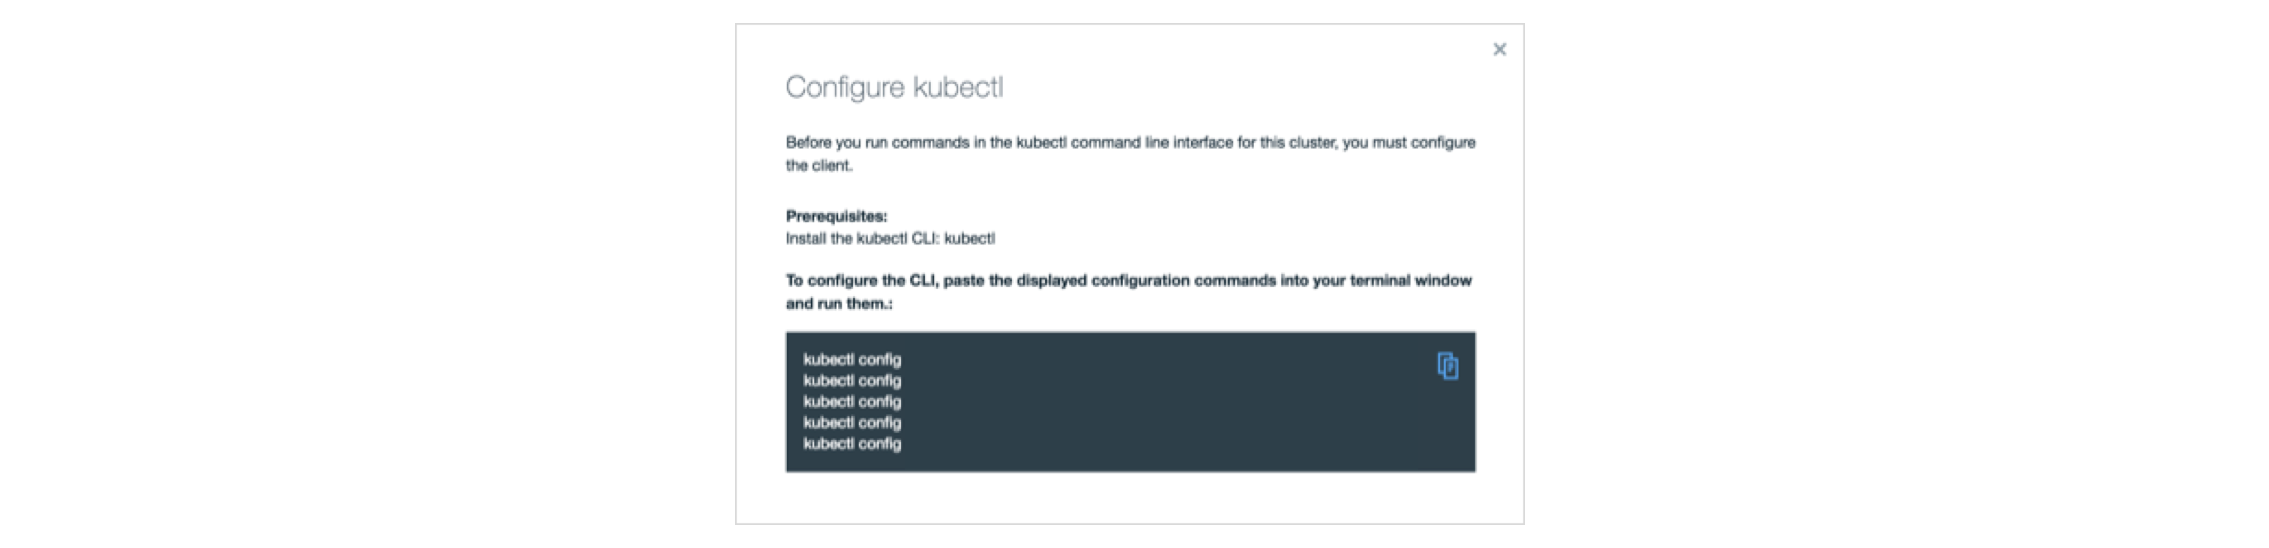 Configure kubectl
Before you run commands in the kubectl command line interface for this cluster, you must configure
the client.
Prerequisites:
Install the kubectl CLI: kubectl
To configure the CLI, paste the displayed configuration commands into your terminal window
and run them.:
kubectl config
kubectl config
kubectl config
kubectl config
kubectl config